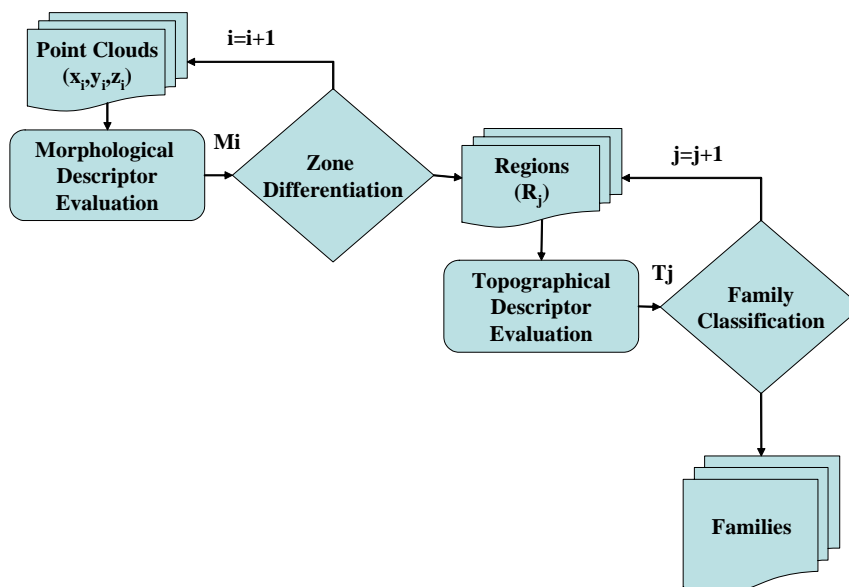 Point Clouds
(xi,yi,zi)
i=i+1
Morphological
Descriptor
Evaluation
Mi
Zone
Differentiation
Regions
(Rj)
j=j+1
Topographical
Descriptor
Evaluation
Tj
Family
Classification
Families